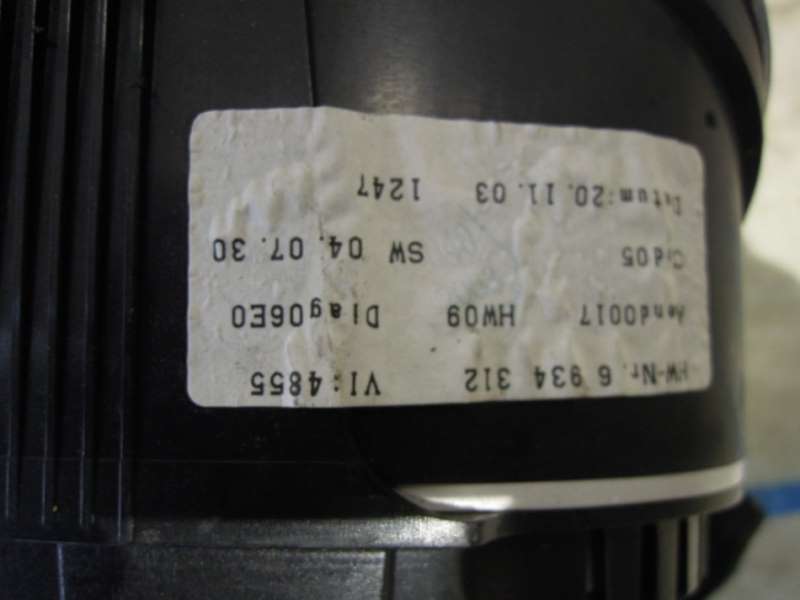 HW-Nr. 6 934 312 VI:4855
Aend0017 HW09 Diag06E0
Cid05 SW 04.07.30
Datum:20.11.03 1247